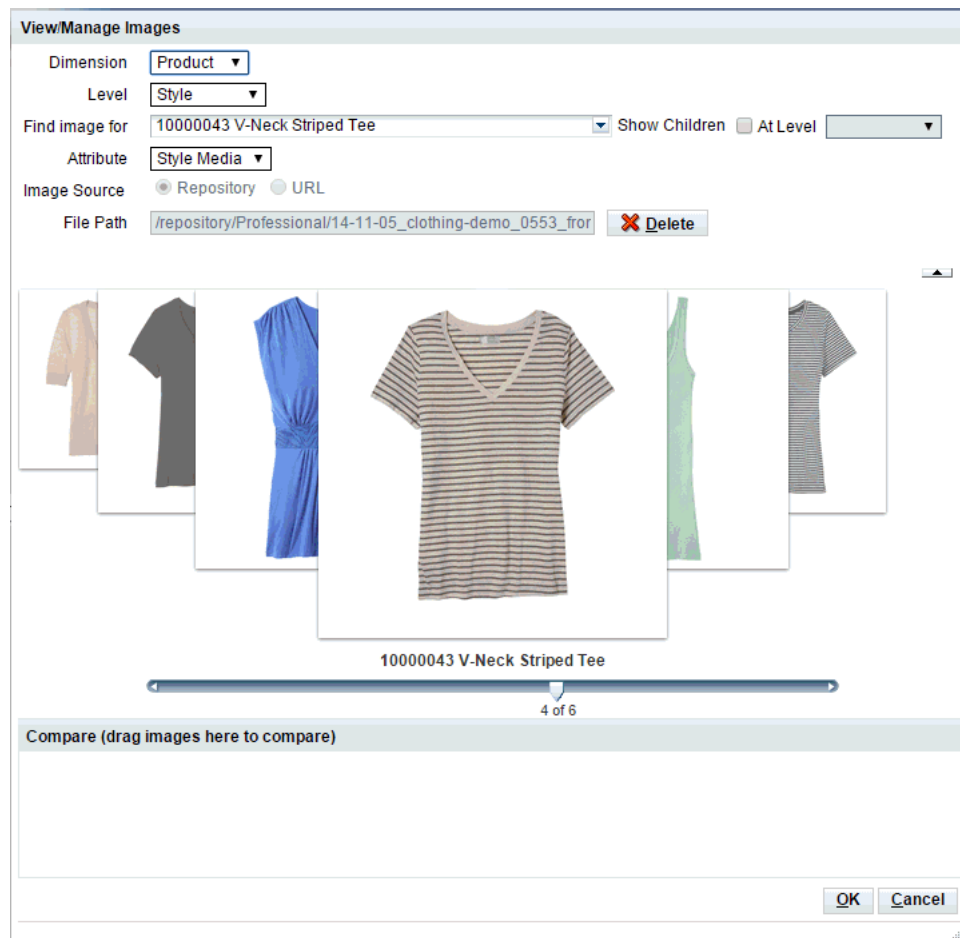 View/Manage Images
Dimension Product
Level Style
Find image for 10000043 V-Neck Striped Tee Show Children At Level
Attribute Style Media
Image Source Repository URL
File Path /repository/Professional/14-11-05_clothing-demo_0553_fror Delete
10000043 V-Neck Striped Tee
4 of 6
Compare (drag images here to compare)
OK Cancel